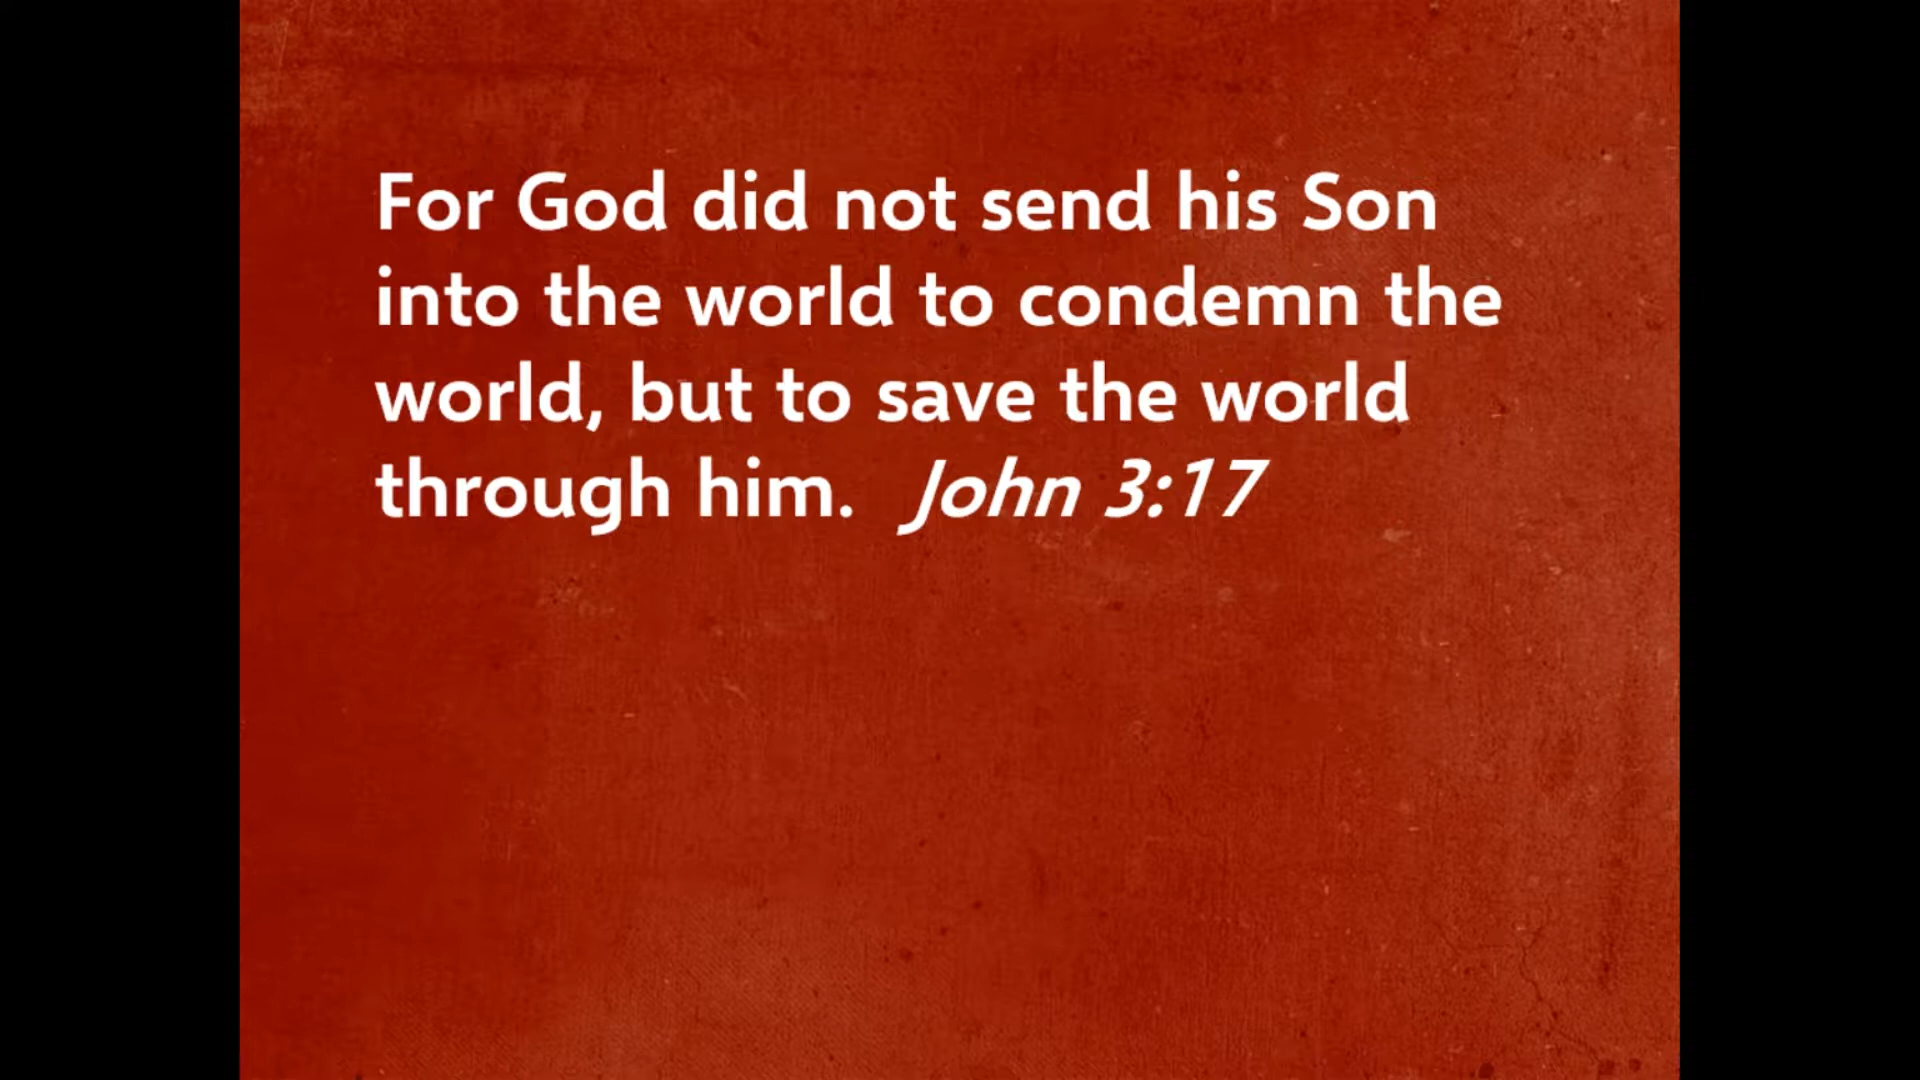 For God did not send his Son
into the world to condemn the
world, but to save the world
through him. John 3:17